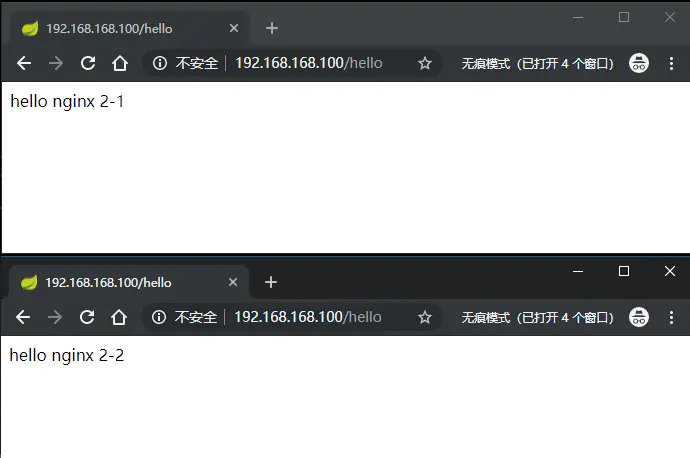 192.168.168.100/hello
不安全 192.168.168.100/hello 无痕模式（已打开 4 个窗口）
hello nginx 2-1
192.168.168.100/hello
不安全 192.168.168.100/hello 无痕模式（已打开 4 个窗口）
hello nginx 2-2